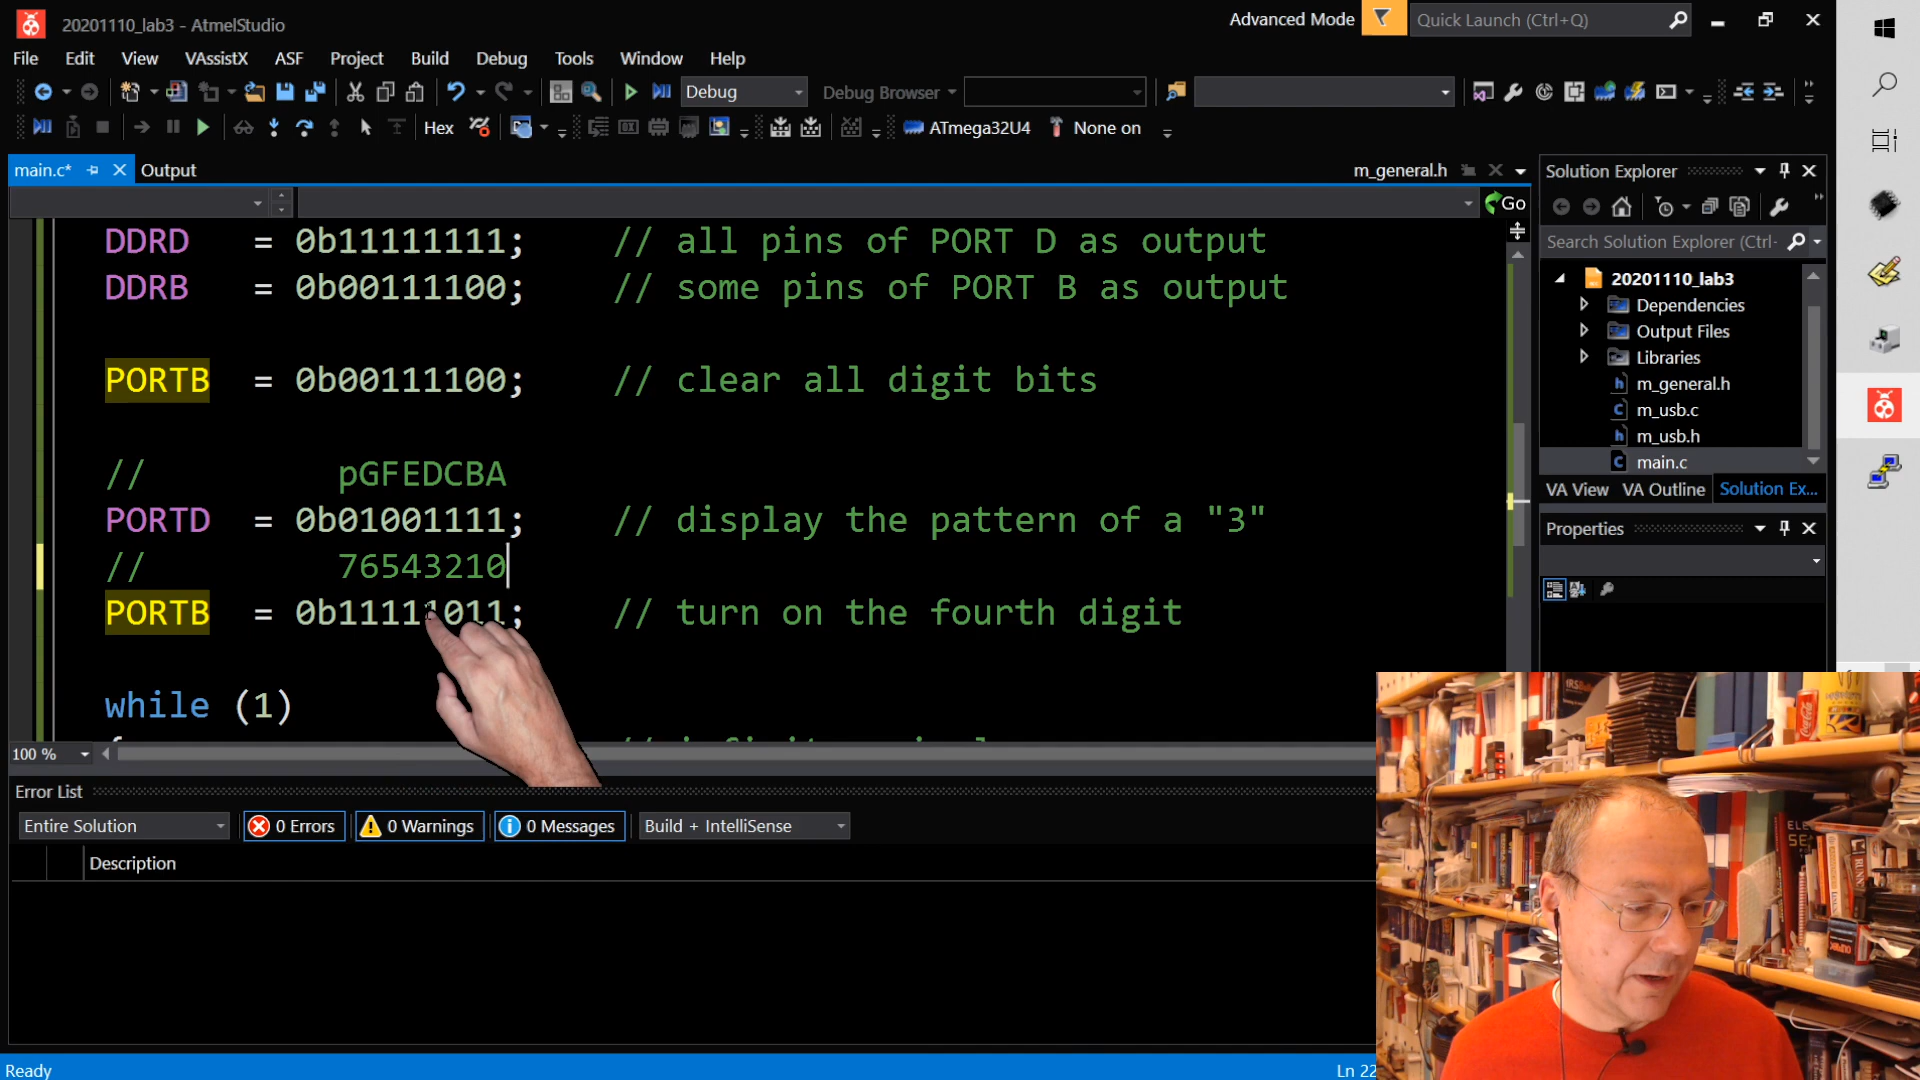 20201110_lab3 - AtmelStudio
Advanced Mode
Quick Launch (Ctrl+Q)
File Edit View VAssistX ASF Project Build Debug Tools Window Help
Debug
Debug Browser
Hex
ATmega32U4
None on
main.c*
Output
m_general.h
Go
DDRD = 0b11111111; // all pins of PORT D as output
DDRB = 0b00111100; // some pins of PORT B as output
PORTB = 0b00111100; // clear all digit bits
// pGFEDCBA
PORTD = 0b01001111; // display the pattern of a "3"
// 76543210
PORTB = 0b11111011; // turn on the fourth digit
while (1)
100 %
Solution Explorer
Search Solution Explorer (Ctrl-
20201110_lab3
Dependencies
Output Files
Libraries
m_general.h
m_usb.c
m_usb.h
main.c
VA View VA Outline Solution Ex...
Properties
Error List
Entire Solution
0 Errors
0 Warnings
0 Messages
Build + IntelliSense
Description
Ready
Ln 22